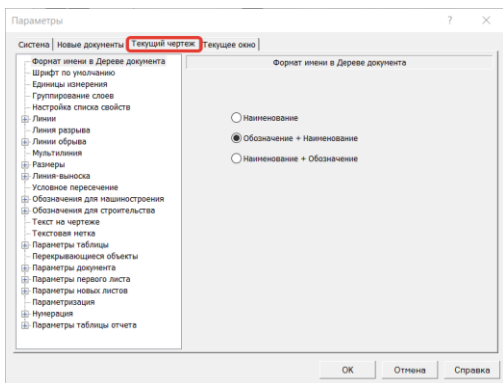 Параметры
?
Система
Новые документы
Текущий чертеж
Текущее окно
Формат имени в Дереве документа
Шрифт по умолчанию
Единицы измерения
Группирование слоев
Настройка списка свойств
Линии
Линия разрыва
Линии обрыва
Мультилиния
Размеры
Линия-выноска
Условное пересечение
Обозначения для машиностроения
Обозначения для строительства
Текст на чертеже
Текстовая метка
Параметры таблицы
Перекрывающиеся объекты
Параметры документа
Параметры первого листа
Параметры новых листов
Параметризация
Нумерация
Параметры таблицы отчета
Формат имени в Дереве документа
Наименование
Обозначение + Наименование
Наименование + Обозначение
OK
Отмена
Справка